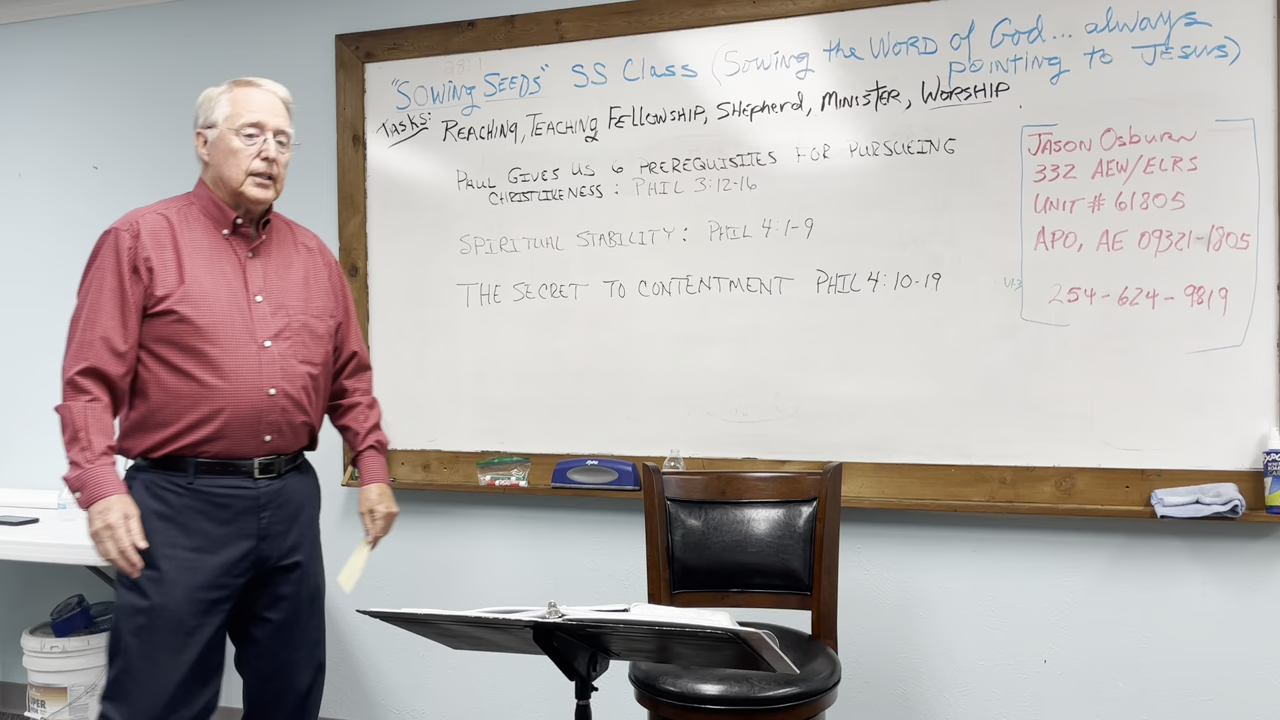 "SOWING SEEDS" SS Class (Sowing the WORD of God... always
pointing to JESUS)
TASKS: REACHING, TEACHING FELLOWSHIP, SHEPHERD, MINISTER, WORSHIP
PAUL GIVES US 6 PREREQUISITES FOR PURSUEING
CHRISTLIKENESS: PHIL 3:12-16
SPIRITUAL STABILITY: PHIL 4:1-9
THE SECRET TO CONTENTMENT PHIL 4:10-19
JASON OSBURN
332 AEW/ECRS
UNIT # 61805
APO, AE 09321-1805
254-624-9819
EXPO